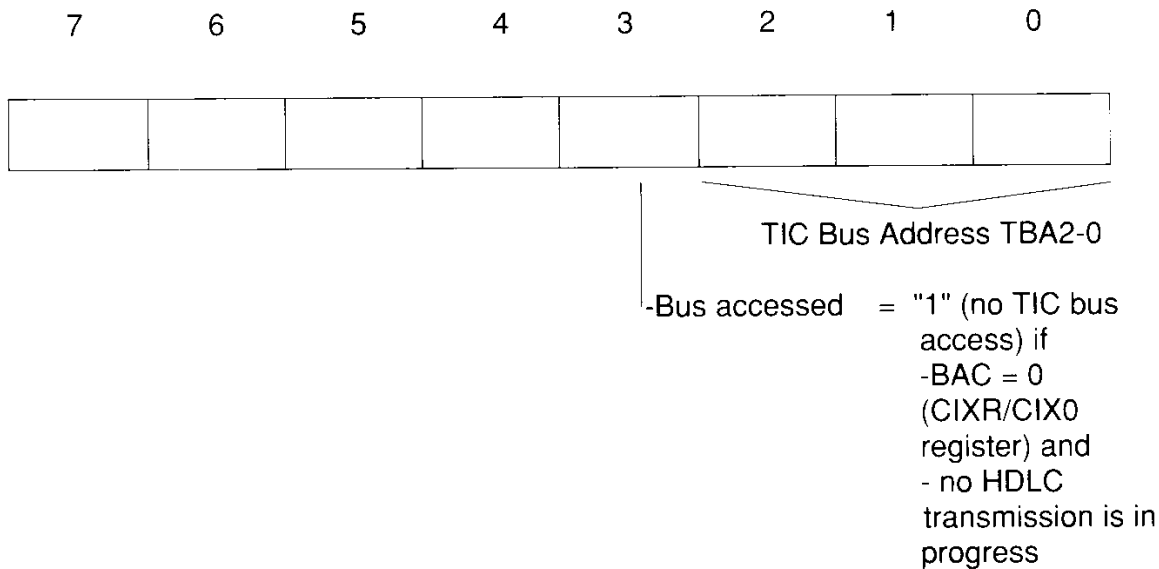 7 6 5 4 3 2 1 0
TIC Bus Address TBA2-0
-Bus accessed = "1" (no TIC bus
access) if
-BAC = 0
(CIXR/CIX0
register) and
- no HDLC
transmission is in
progress